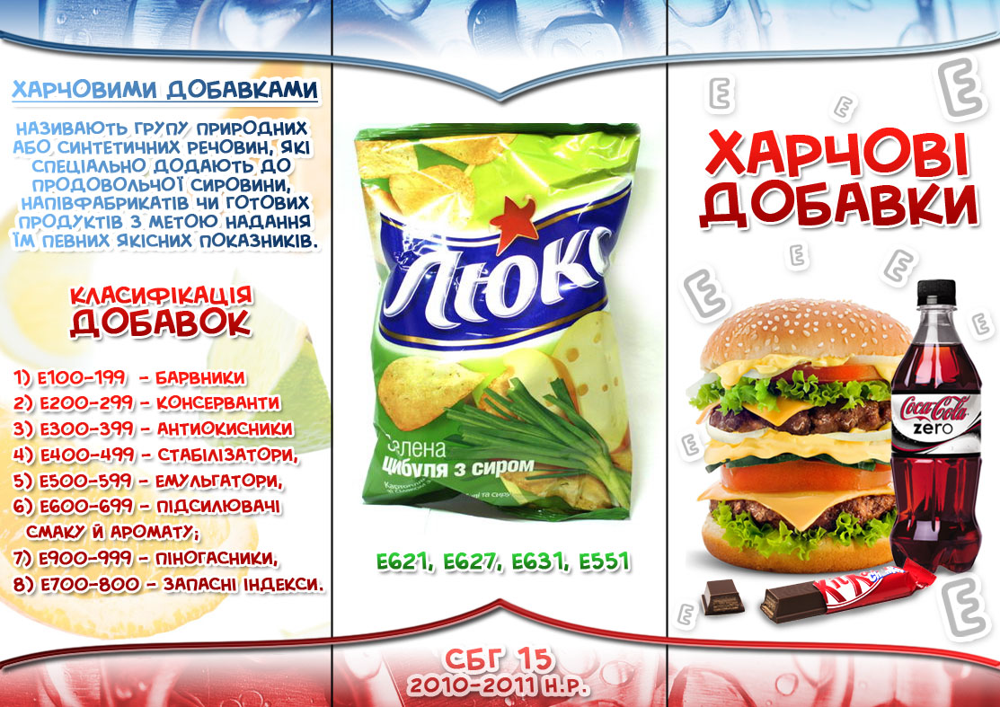 ХАРЧОВИМИ ДОБАВКАМИ
НАЗИВАЮТЬ ГРУПУ ПРИРОДНИХ
АБО СИНТЕТИЧНИХ РЕЧОВИН, ЯКІ
СПЕЦІАЛЬНО ДОДАЮТЬ ДО
ПРОДОВОЛЬЧОЇ СИРОВИНИ,
НАПІВФАБРИКАТІВ ЧИ ГОТОВИХ
ПРОДУКТІВ З МЕТОЮ НАДАННЯ
ЇМ ПЕВНИХ ЯКІСНИХ ПОКАЗНИКІВ.
КЛАСИФІКАЦІЯ
ДОБАВОК
1) Е100-199 - БАРВНИКИ
2) Е200-299 - КОНСЕРВАНТИ
3) Е300-399 - АНТИОКИСНИКИ
4) Е400-499 - СТАБІЛІЗАТОРИ,
5) Е500-599 - ЕМУЛЬГАТОРИ,
6) Е600-699 - ПІДСИЛЮВАЧІ
СМАКУ Й АРОМАТУ;
7) Е900-999 - ПІНОГАСНИКИ,
8) Е700-800 - ЗАПАСНІ ІНДЕКСИ.
Люкс
Зелена
цибуля з сиром
Е621, Е627, Е631, Е551
СБГ 15
2010-2011 Н.Р.
ХАРЧОВІ
ДОБАВКИ
E
E
E
E
E
E
E
E
E
E
E
Coca-Cola
zero